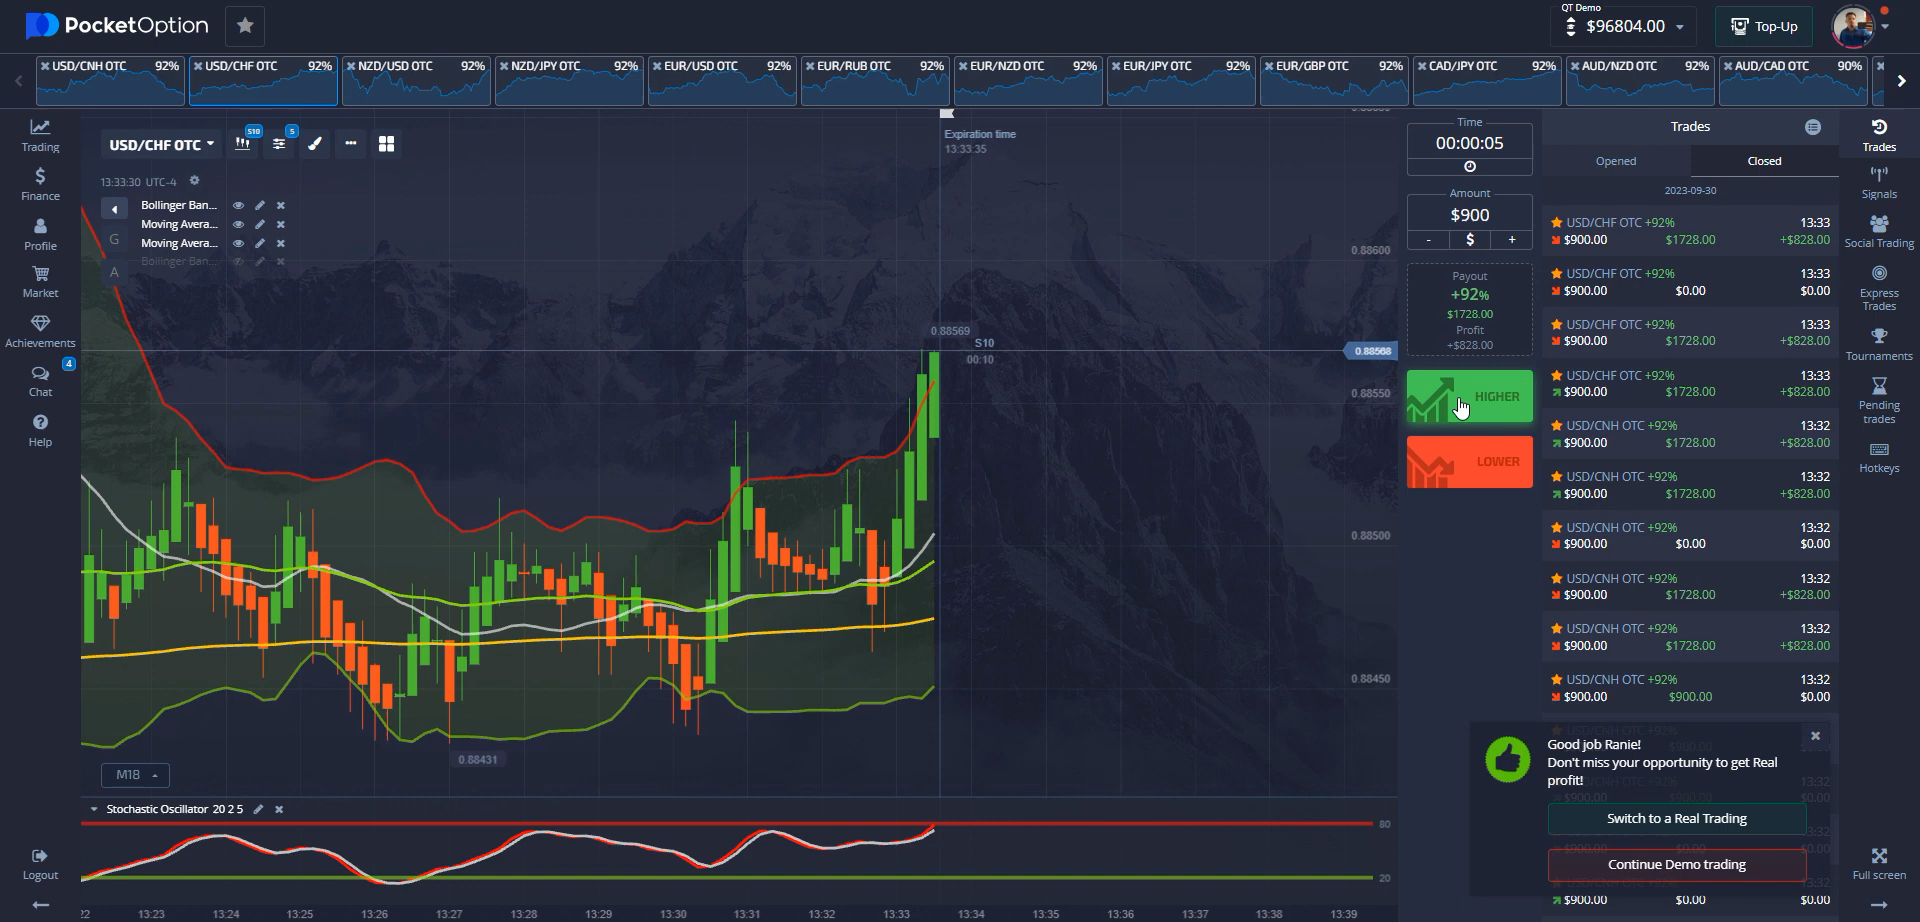 PocketOption
QT Demo
$96804.00
Top-Up
USD/CNH OTC 92%
USD/CHF OTC 92%
NZD/USD OTC 92%
NZD/JPY OTC 92%
EUR/USD OTC 92%
EUR/RUB OTC 92%
EUR/NZD OTC 92%
EUR/JPY OTC 92%
EUR/GBP OTC 92%
CAD/JPY OTC 92%
AUD/NZD OTC 92%
AUD/CAD OTC 90%
Trading
Finance
Profile
Market
Achievements
4
Chat
Help
Logout
USD/CHF OTC
S10
5
13:33:30 UTC-4
Bollinger Ban...
Moving Avera...
Moving Avera...
Bollinger Ban...
G
A
Expiration time
13:33:35
0.88569
S10
00:10
0.88600
0.88568
0.88550
0.88500
0.88450
0.88431
M18
Stochastic Oscillator 20 2 5
80
20
22 13:23 13:24 13:25 13:26 13:27 13:28 13:29 13:30 13:31 13:32 13:33 13:34 13:35 13:36 13:37 13:38 13:39
Time
00:00:05
Amount
$900
- $ +
Payout
+92%
$1728.00
Profit
+$828.00
HIGHER
LOWER
Trades
Opened Closed
2023-09-30
USD/CHF OTC +92% 13:33
$900.00 $1728.00 +$828.00
USD/CHF OTC +92% 13:33
$900.00 $0.00 $0.00
USD/CHF OTC +92% 13:33
$900.00 $1728.00 +$828.00
USD/CHF OTC +92% 13:33
$900.00 $1728.00 +$828.00
USD/CNH OTC +92% 13:32
$900.00 $1728.00 +$828.00
USD/CNH OTC +92% 13:32
$900.00 $1728.00 +$828.00
USD/CNH OTC +92% 13:32
$900.00 $0.00 $0.00
USD/CNH OTC +92% 13:32
$900.00 $1728.00 +$828.00
USD/CNH OTC +92% 13:32
$900.00 $1728.00 +$828.00
USD/CNH OTC +92% 13:32
$900.00 $900.00 $0.00
Good job Ranie!
Don't miss your opportunity to get Real
profit!
Switch to a Real Trading
Continue Demo trading
$900.00 $0.00 $0.00
Trades
Signals
Social Trading
Express
Trades
Tournaments
Pending
trades
Hotkeys
Full screen